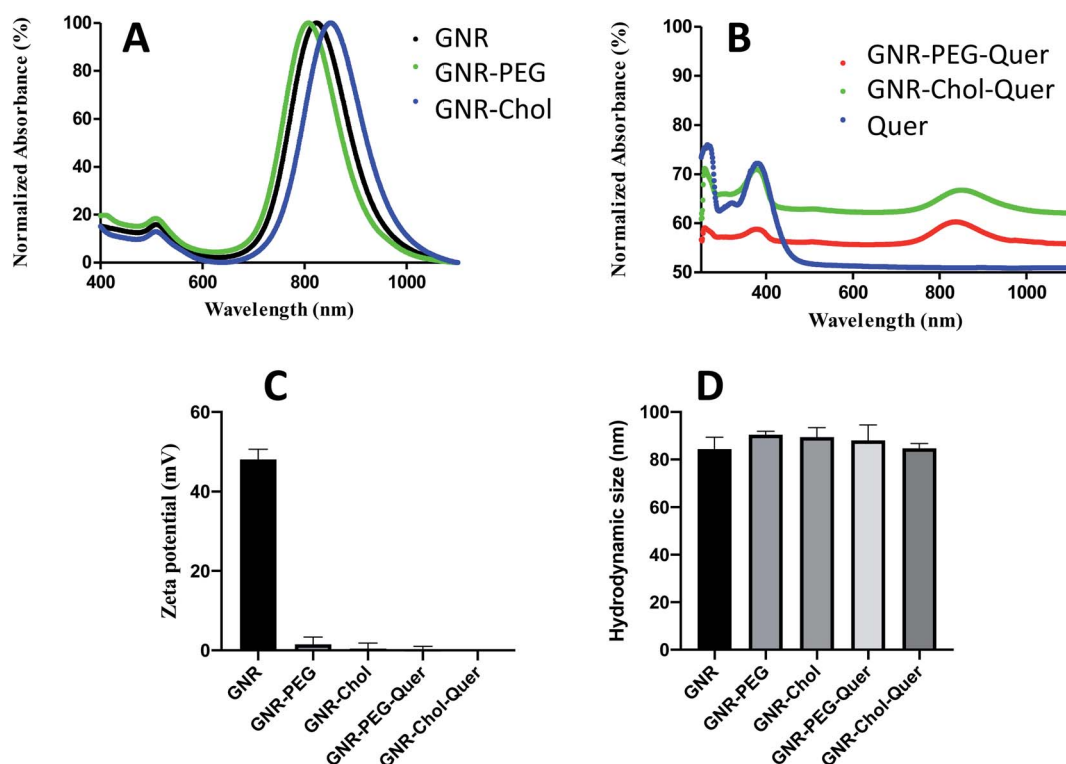 A
Normalized Absorbance (%)
100
80
60
40
20
0
400
600
800
1000
Wavelength (nm)
GNR
GNR-PEG
GNR-Chol
B
Normalized Absorbance (%)
100
90
80
70
60
50
400
600
800
1000
Wavelength (nm)
GNR-PEG-Quer
GNR-Chol-Quer
Quer
C
Zeta potential (mV)
60
40
20
0
GNR
GNR-PEG
GNR-Chol
GNR-PEG-Quer
GNR-Chol-Quer
D
Hydrodynamic size (nm)
100
80
60
40
20
0
GNR
GNR-PEG
GNR-Chol
GNR-PEG-Quer
GNR-Chol-Quer